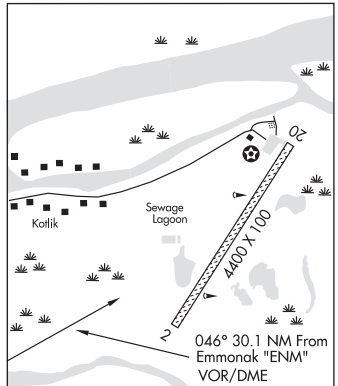 20
Kotlik
Sewage
Lagoon
4400 X 100
2
046° 30.1 NM From
Emmonak "ENM"
VOR/DME